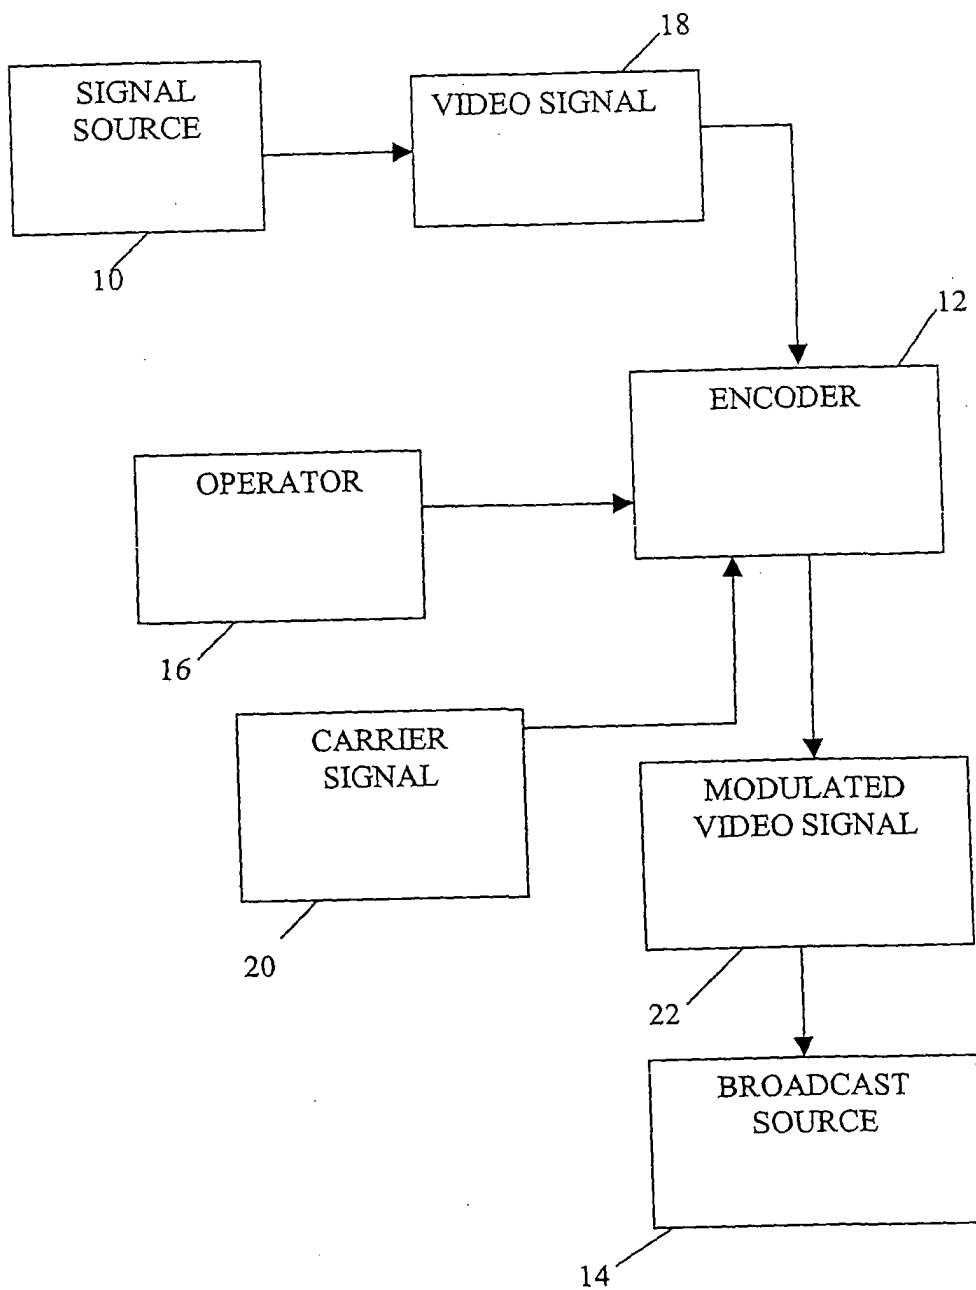 18
SIGNAL
SOURCE
VIDEO SIGNAL
10
12
ENCODER
OPERATOR
16
CARRIER
SIGNAL
MODULATED
VIDEO SIGNAL
20
22
BROADCAST
SOURCE
14